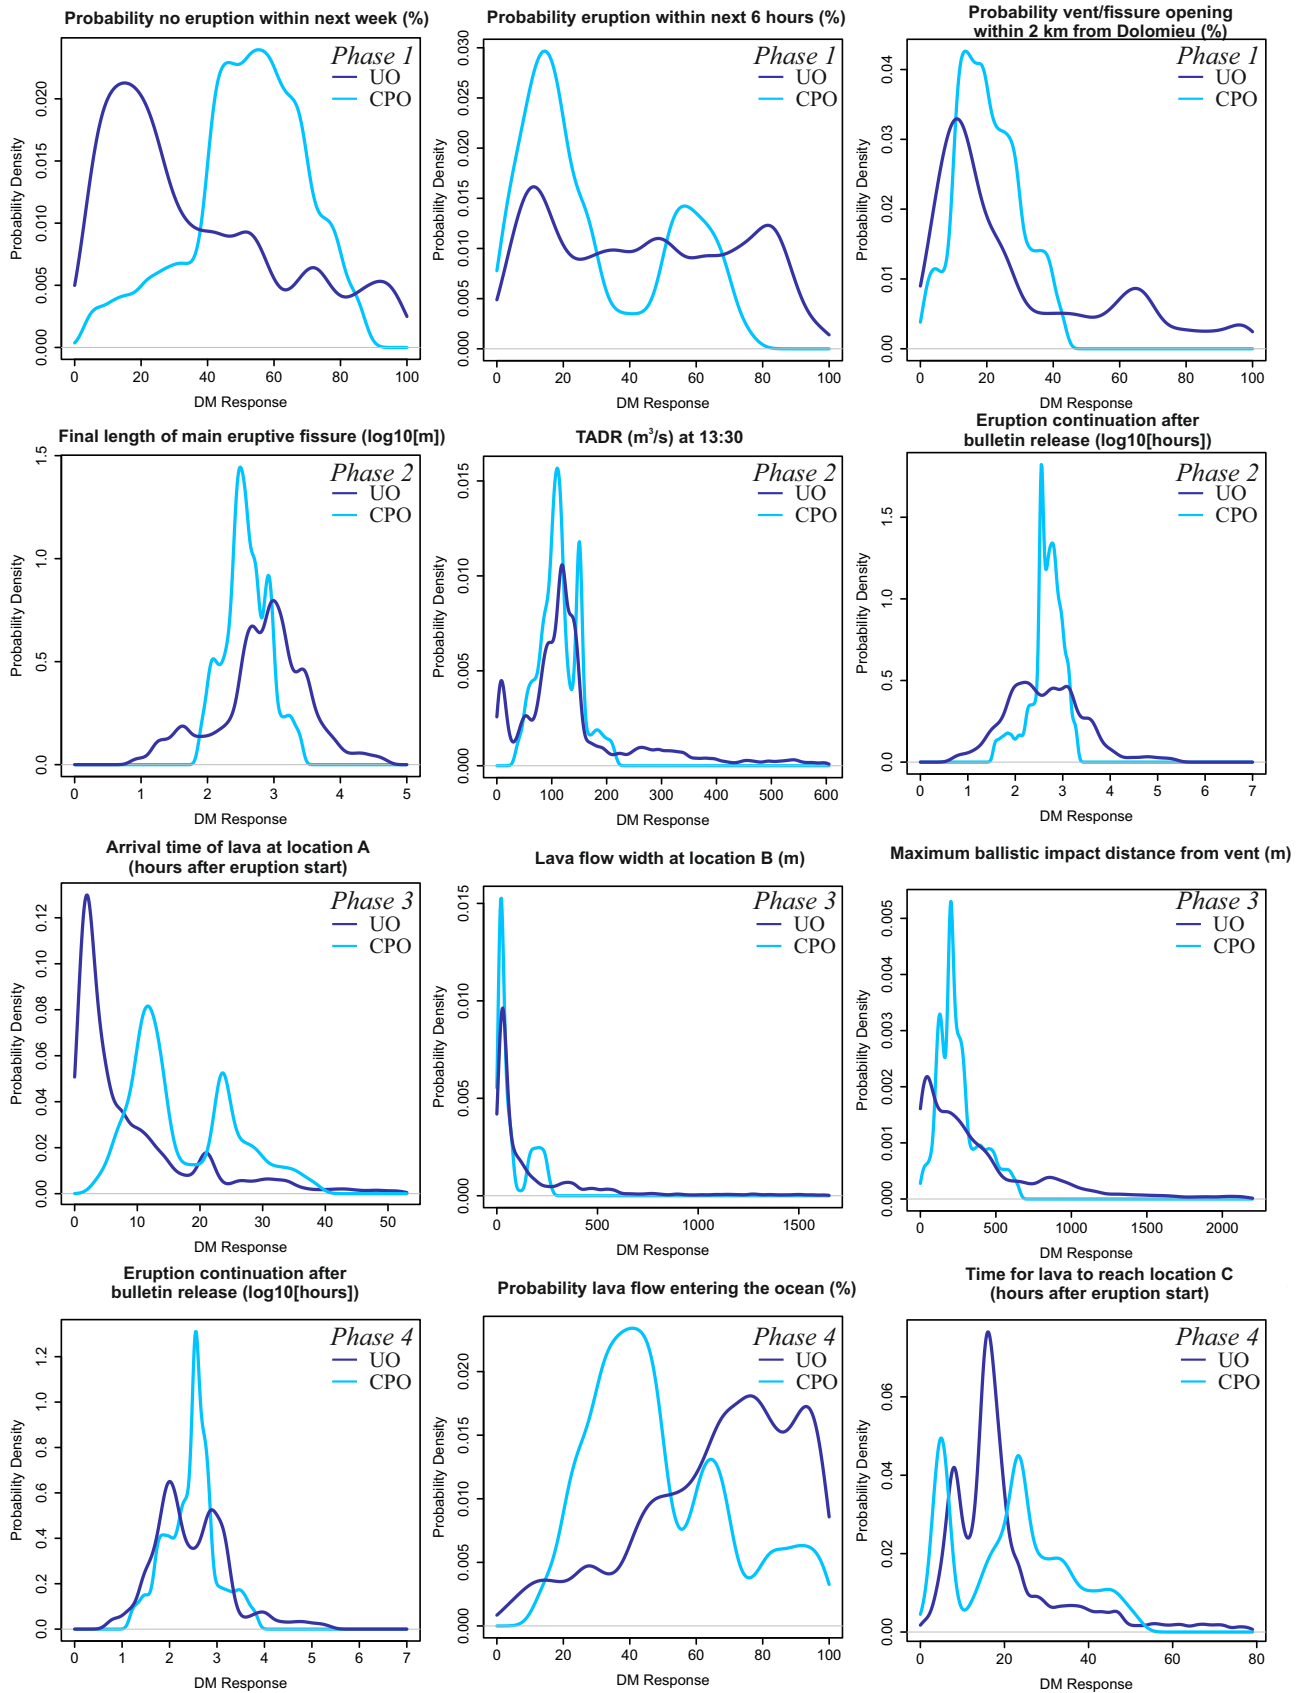 Probability no eruption within next week (%)
Phase 1
UO
CPO
Probability Density
0.000 0.005 0.010 0.015 0.020
0 20 40 60 80 100
DM Response
Probability eruption within next 6 hours (%)
Phase 1
UO
CPO
Probability Density
0.000 0.005 0.010 0.015 0.020 0.025 0.030
0 20 40 60 80 100
DM Response
Probability vent/fissure opening
within 2 km from Dolomieu (%)
Phase 1
UO
CPO
Probability Density
0.00 0.01 0.02 0.03 0.04
0 20 40 60 80 100
DM Response
Final length of main eruptive fissure (log10[m])
Phase 2
UO
CPO
Probability Density
0.0 0.5 1.0 1.5
0 1 2 3 4 5
DM Response
TADR (m³/s) at 13:30
Phase 2
UO
CPO
Probability Density
0.000 0.005 0.010 0.015
0 100 200 300 400 500 600
DM Response
Eruption continuation after
bulletin release (log10[hours])
Phase 2
UO
CPO
Probability Density
0.0 0.5 1.0 1.5
0 1 2 3 4 5 6 7
DM Response
Arrival time of lava at location A
(hours after eruption start)
Phase 3
UO
CPO
Probability Density
0.00 0.02 0.04 0.06 0.08 0.10 0.12
0 10 20 30 40 50
DM Response
Lava flow width at location B (m)
Phase 3
UO
CPO
Probability Density
0.000 0.005 0.010 0.015
0 500 1000 1500
DM Response
Maximum ballistic impact distance from vent (m)
Phase 3
UO
CPO
Probability Density
0.000 0.001 0.002 0.003 0.004 0.005
0 500 1000 1500 2000
DM Response
Eruption continuation after
bulletin release (log10[hours])
Phase 4
UO
CPO
Probability Density
0.0 0.2 0.4 0.6 0.8 1.0 1.2
0 1 2 3 4 5 6 7
DM Response
Probability lava flow entering the ocean (%)
Phase 4
UO
CPO
Probability Density
0.000 0.005 0.010 0.015 0.020
0 20 40 60 80 100
DM Response
Time for lava to reach location C
(hours after eruption start)
Phase 4
UO
CPO
Probability Density
0.00 0.02 0.04 0.06
0 20 40 60 80
DM Response